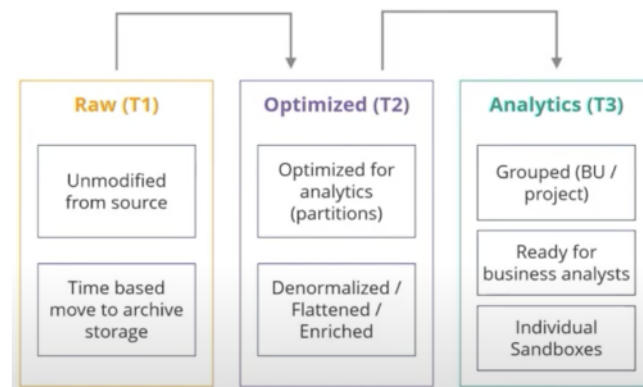 Raw (T1)
Unmodified
from source
Time based
move to archive
storage
Optimized (T2)
Optimized for
analytics
(partitions)
Denormalized /
Flattened /
Enriched
Analytics (T3)
Grouped (BU /
project)
Ready for
business analysts
Individual
Sandboxes